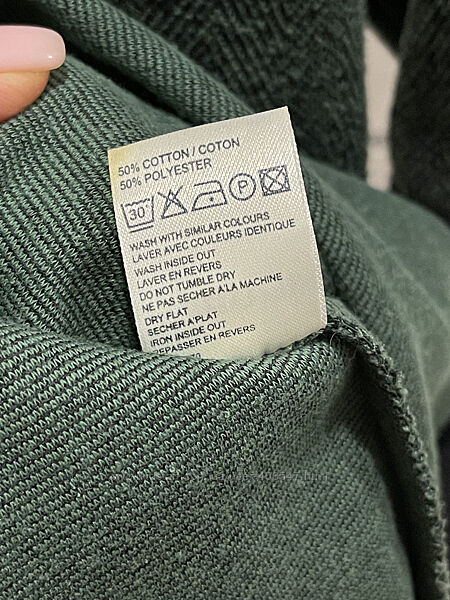 50% COTTON / COTON
50% POLYESTER
30°
P
WASH WITH SIMILAR COLOURS
LAVER AVEC COULEURS IDENTIQUE
WASH INSIDE OUT
LAVER EN REVERS
DO NOT TUMBLE DRY
NE PAS SECHER A LA MACHINE
DRY FLAT
SECHER A'PLAT
IRON INSIDE OUT
REPASSER EN REVERS